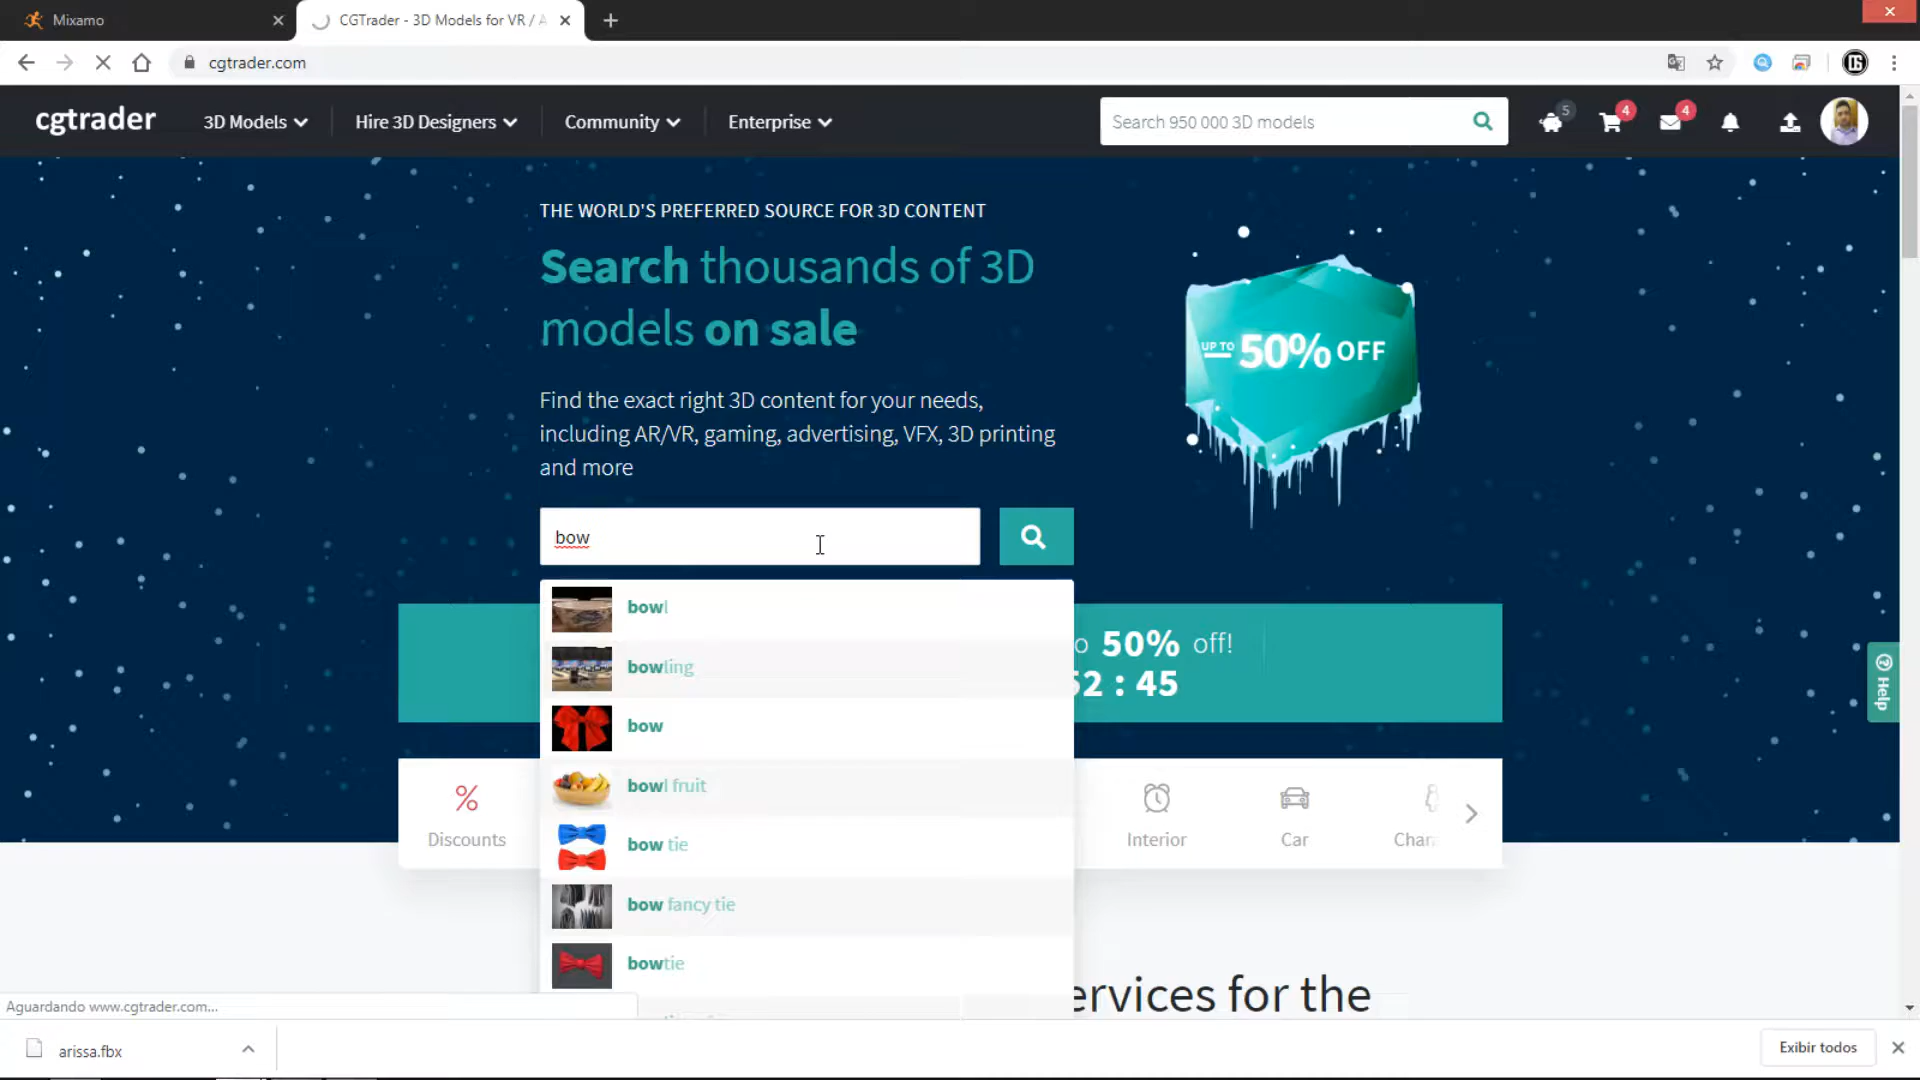 Mixamo
CGTrader - 3D Models for VR / A
cgtrader.com
cgtrader
3D Models
Hire 3D Designers
Community
Enterprise
Search 950 000 3D models
5
4
4
THE WORLD'S PREFERRED SOURCE FOR 3D CONTENT
Search thousands of 3D
models on sale
UP TO
50% OFF
Find the exact right 3D content for your needs,
including AR/VR, gaming, advertising, VFX, 3D printing
and more
bow
bowl
bowling
bow
bowl fruit
bow tie
bow fancy tie
bowtie
o 50% off!
52 : 45
Help
%
Discounts
Interior
Car
Char
ervices for the
Aguardando www.cgtrader.com...
arissa.fbx
Exibir todos